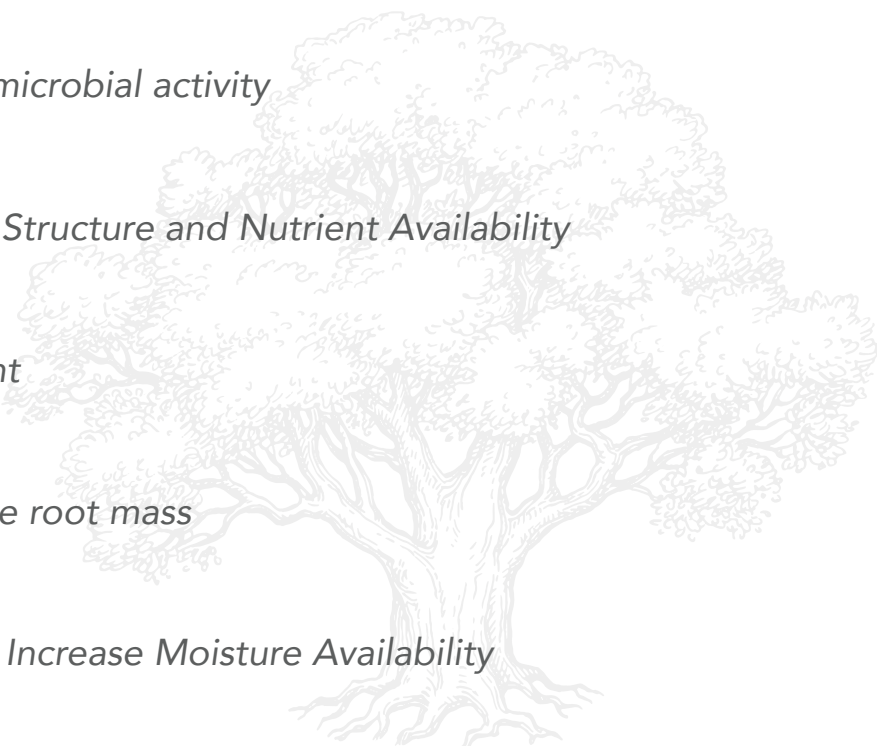 microbial activity
Structure and Nutrient Availability
nt
e root mass
Increase Moisture Availability